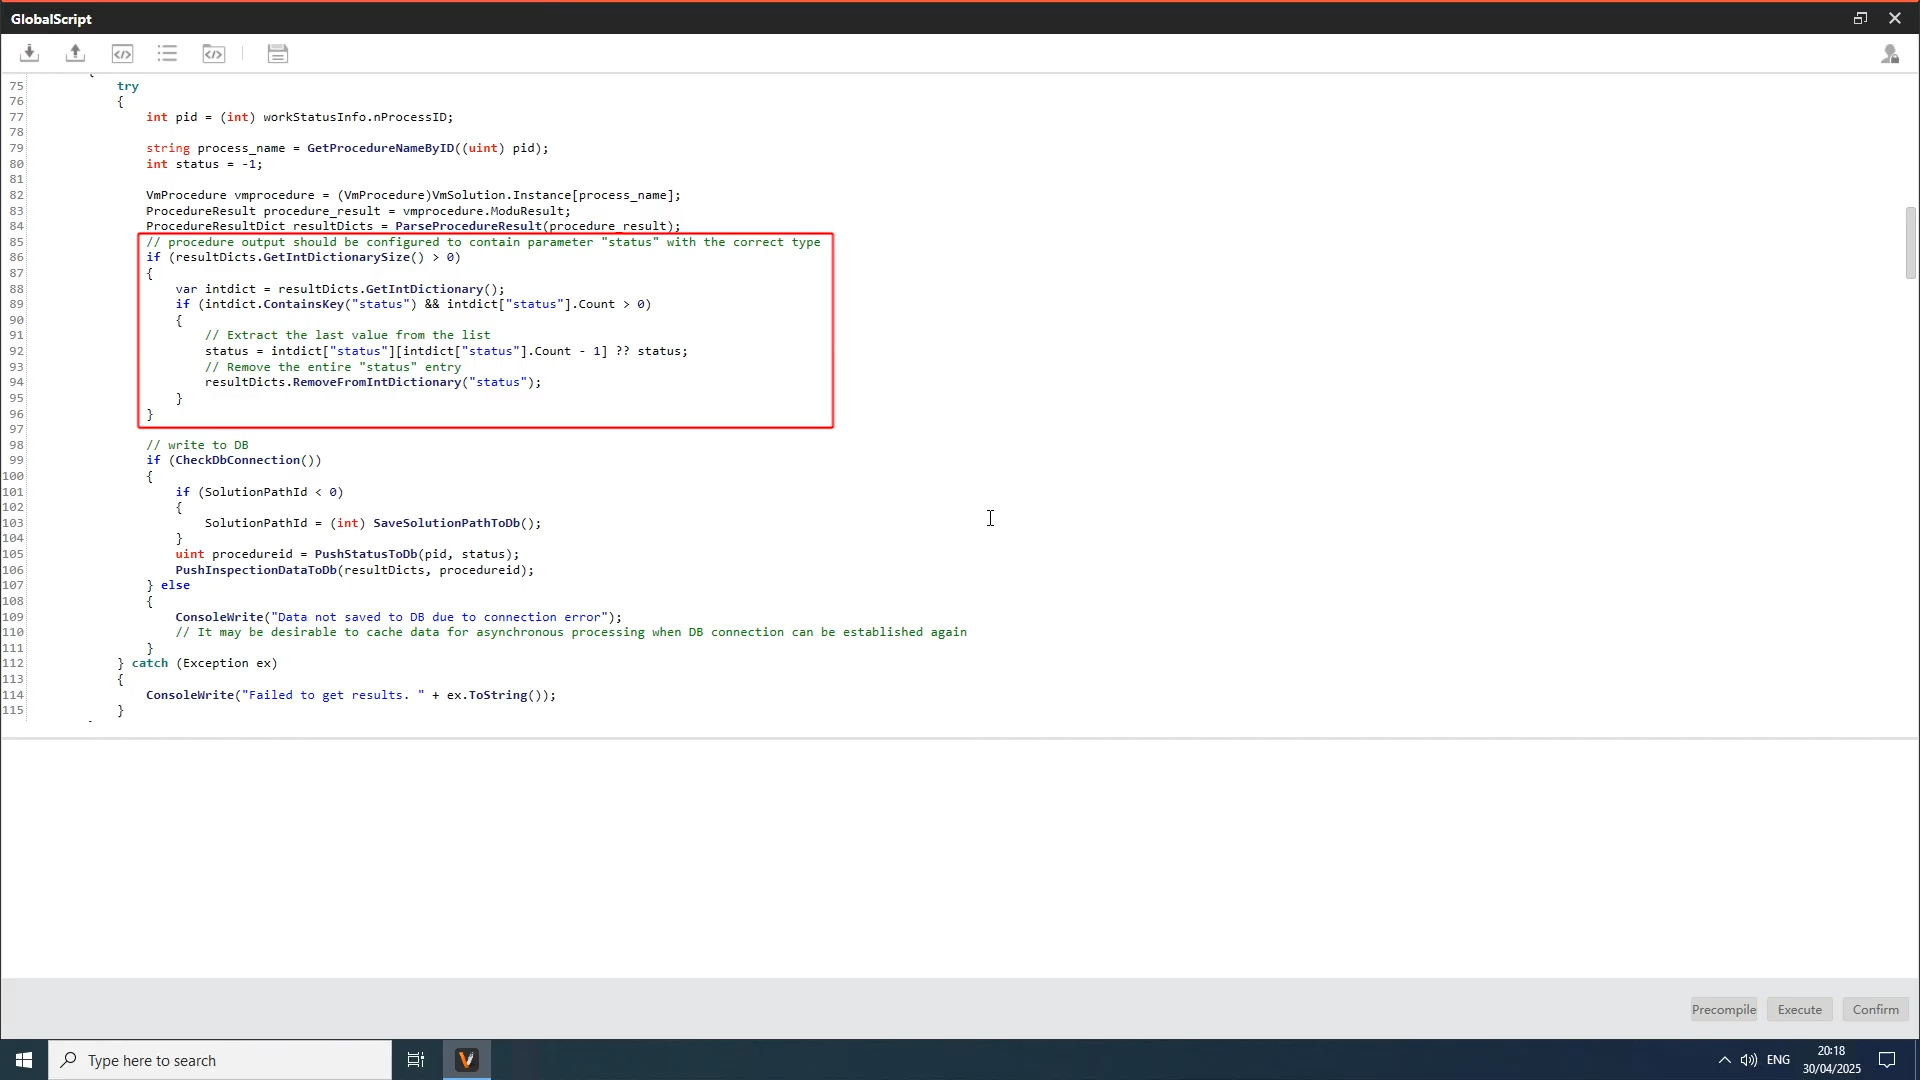 GlobalScript
75 try
76 {
77 int pid = (int) workStatusInfo.nProcessID;
78
79 string process_name = GetProcedureNameByID((uint) pid);
80 int status = -1;
81
82 VmProcedure vmprocedure = (VmProcedure)VmSolution.Instance[process_name];
83 ProcedureResult procedure_result = vmprocedure.ModuResult;
84 ProcedureResultDict resultDicts = ParseProcedureResult(procedure_result);
85 // procedure output should be configured to contain parameter "status" with the correct type
86 if (resultDicts.GetIntDictionarySize() > 0)
87 {
88 var intdict = resultDicts.GetIntDictionary();
89 if (intdict.ContainsKey("status") && intdict["status"].Count > 0)
90 {
91 // Extract the last value from the list
92 status = intdict["status"][intdict["status"].Count - 1] ?? status;
93 // Remove the entire "status" entry
94 resultDicts.RemoveFromIntDictionary("status");
95 }
96 }
97
98 // write to DB
99 if (CheckDbConnection())
100 {
101 if (SolutionPathId < 0)
102 {
103 SolutionPathId = (int) SaveSolutionPathToDb();
104 }
105 uint procedureid = PushStatusToDb(pid, status);
106 PushInspectionDataToDb(resultDicts, procedureid);
107 } else
108 {
109 ConsoleWrite("Data not saved to DB due to connection error");
110 // It may be desirable to cache data for asynchronous processing when DB connection can be established again
111 }
112 } catch (Exception ex)
113 {
114 ConsoleWrite("Failed to get results. " + ex.ToString());
115 }
Precompile Execute Confirm
Type here to search
ENG
20:18
30/04/2025